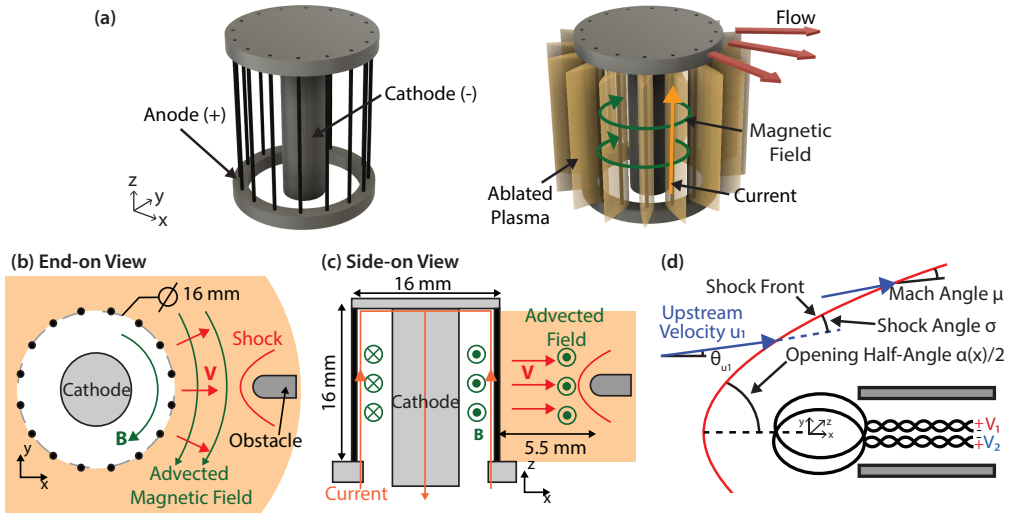 (a)
Anode (+)
Cathode (-)
z
y
x
Flow
Magnetic
Field
Ablated
Plasma
Current
(b) End-on View
16 mm
Cathode
B
V
Shock
Obstacle
Advected
Magnetic Field
y
x
(c) Side-on View
16 mm
16 mm
Cathode
Advected
Field
V
B
5.5 mm
Current
z
x
(d)
Shock Front
Mach Angle μ
Upstream
Velocity u₁
Shock Angle σ
θu1
Opening Half-Angle α(x)/2
y
z
x
±V₁
∓V₂